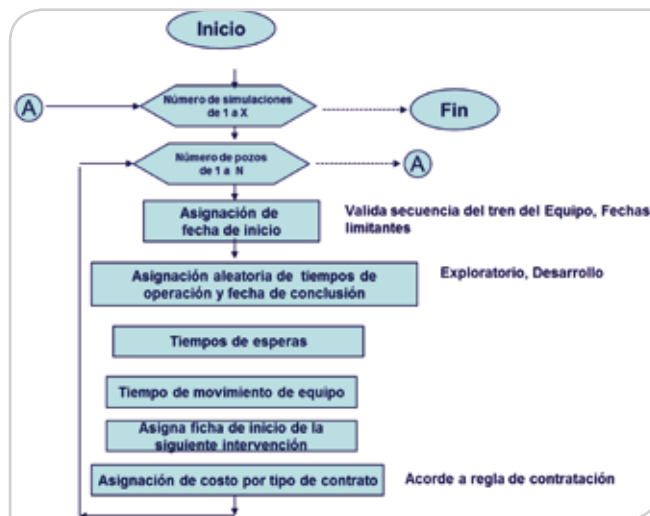 Inicio
A
Número de simulaciones
de 1 a X
Fin
Número de pozos
de 1 a N
A
Asignación de
fecha de inicio
Valida secuencia del tren del Equipo, Fechas
limitantes
Asignación aleatoria de tiempos de
operación y fecha de conclusión
Exploratorio, Desarrollo
Tiempos de esperas
Tiempo de movimiento de equipo
Asigna ficha de inicio de la
siguiente intervención
Asignación de costo por tipo de contrato
Acorde a regla de contratación